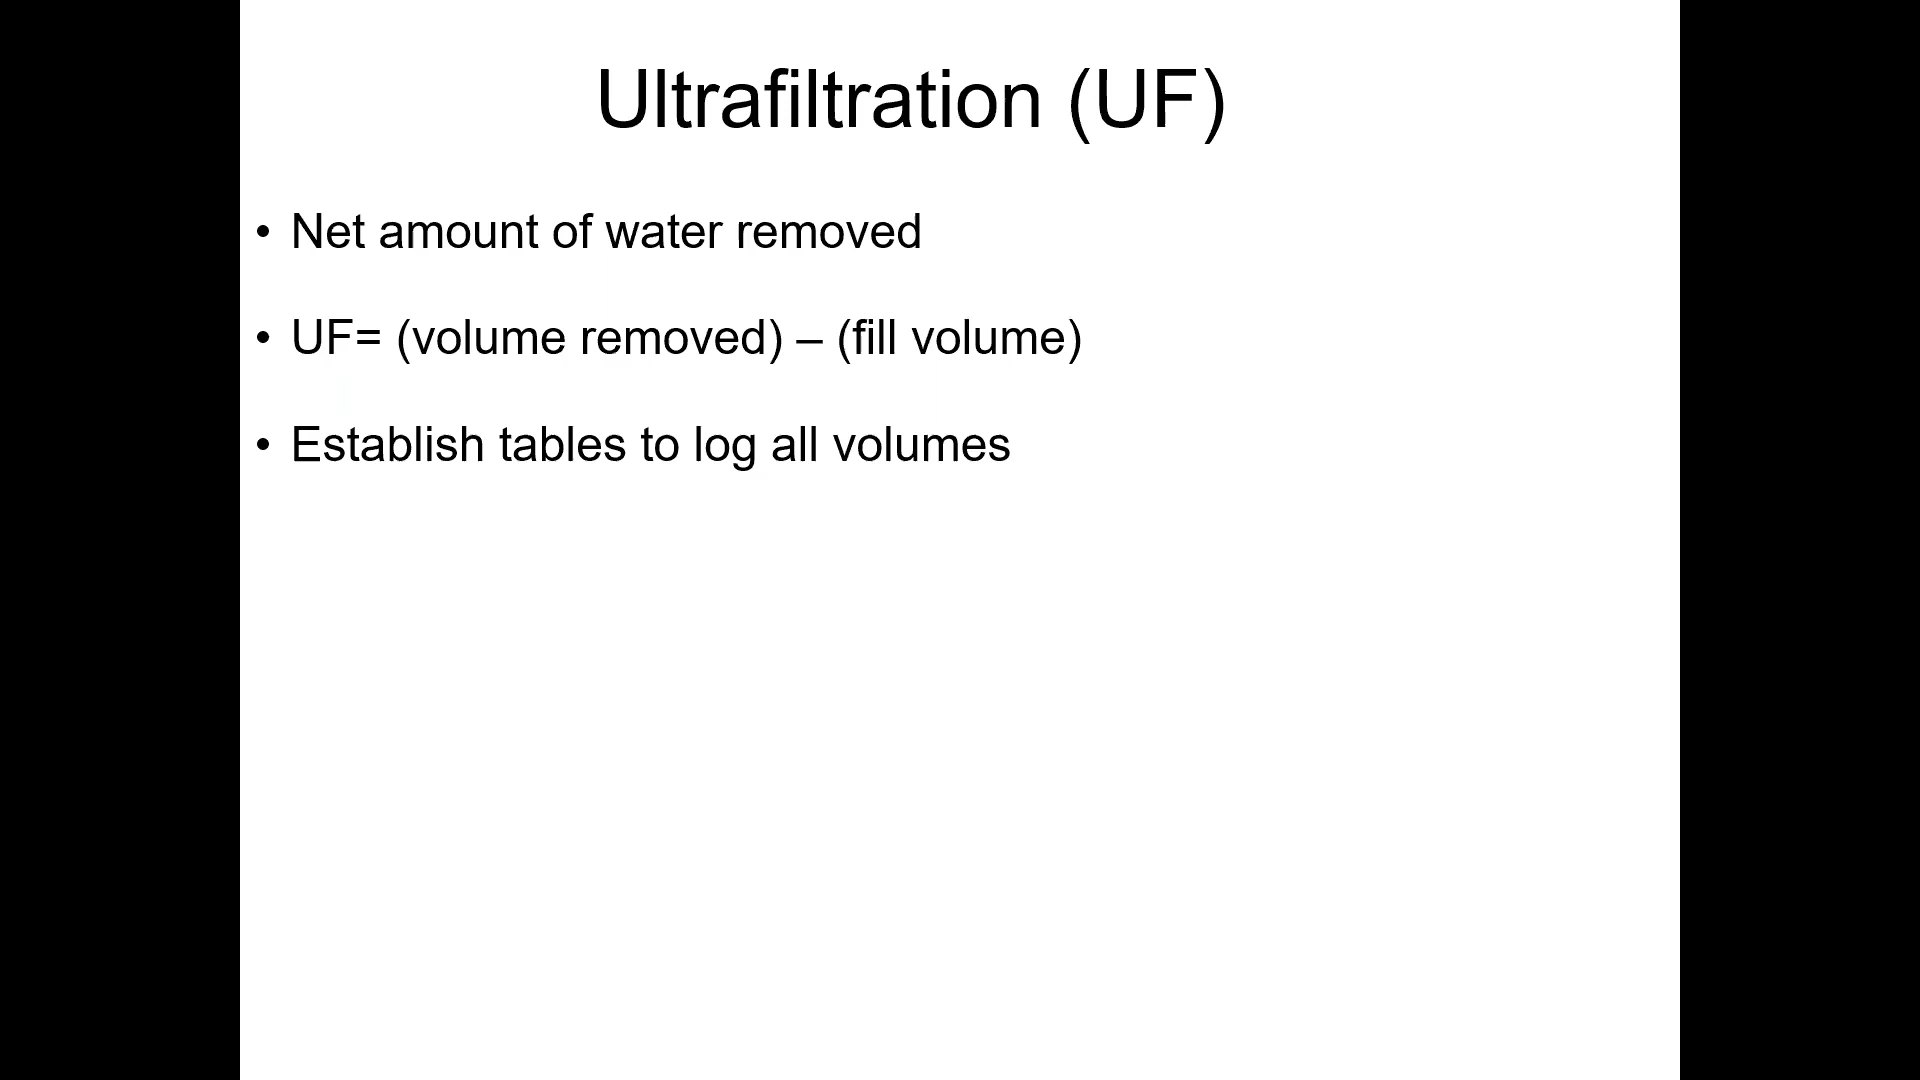 Ultrafiltration (UF)
• Net amount of water removed
• UF= (volume removed) – (fill volume)
• Establish tables to log all volumes